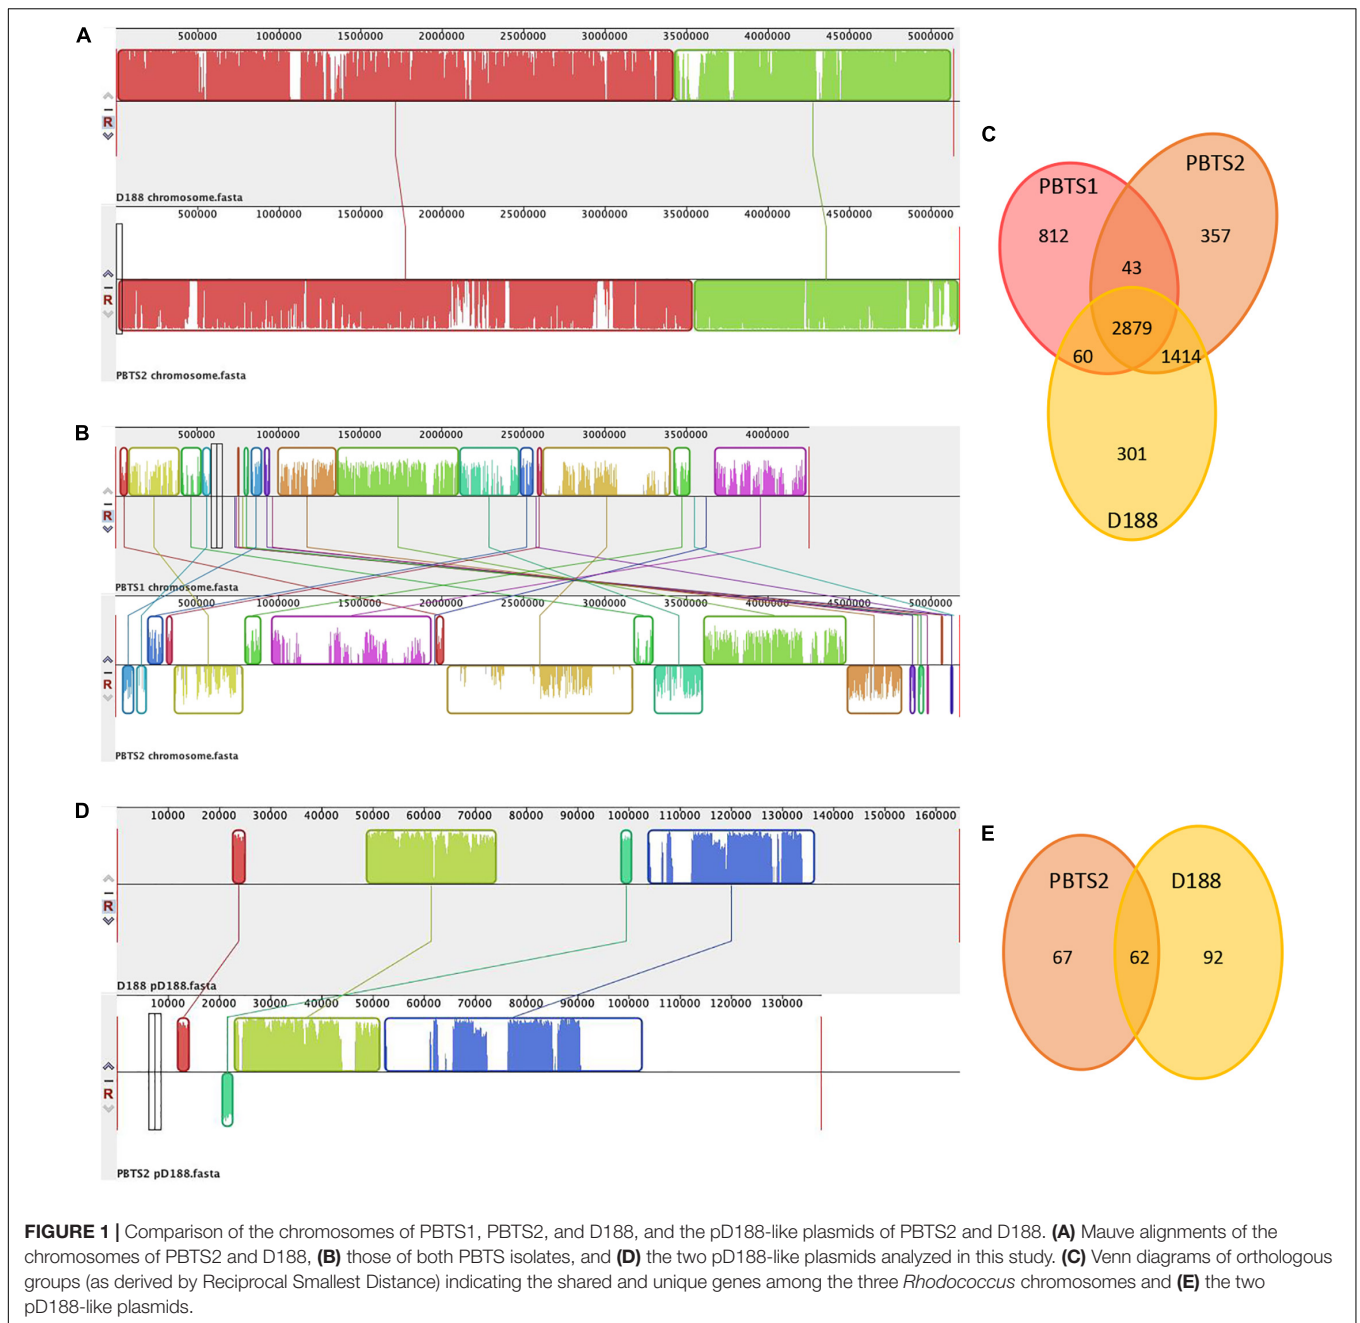 A
500000 1000000 1500000 2000000 2500000 3000000 3500000 4000000 4500000 5000000
R
D188 chromosome.fasta
500000 1000000 1500000 2000000 2500000 3000000 3500000 4000000 4500000 5000000
R
PBTS2 chromosome.fasta
B
500000 1000000 1500000 2000000 2500000 3000000 3500000 4000000
R
PBTS1 chromosome.fasta
500000 1000000 1500000 2000000 2500000 3000000 3500000 4000000 4500000 5000000
R
PBTS2 chromosome.fasta
C
PBTS1
PBTS2
812
357
43
2879
60
1414
301
D188
D
10000 20000 30000 40000 50000 60000 70000 80000 90000 100000 110000 120000 130000 140000 150000 160000
R
D188 pD188.fasta
10000 20000 30000 40000 50000 60000 70000 80000 90000 100000 110000 120000 130000
R
PBTS2 pD188.fasta
E
PBTS2
D188
67
62
92
FIGURE 1 | Comparison of the chromosomes of PBTS1, PBTS2, and D188, and the pD188-like plasmids of PBTS2 and D188. (A) Mauve alignments of the
chromosomes of PBTS2 and D188, (B) those of both PBTS isolates, and (D) the two pD188-like plasmids analyzed in this study. (C) Venn diagrams of orthologous
groups (as derived by Reciprocal Smallest Distance) indicating the shared and unique genes among the three Rhodococcus chromosomes and (E) the two
pD188-like plasmids.